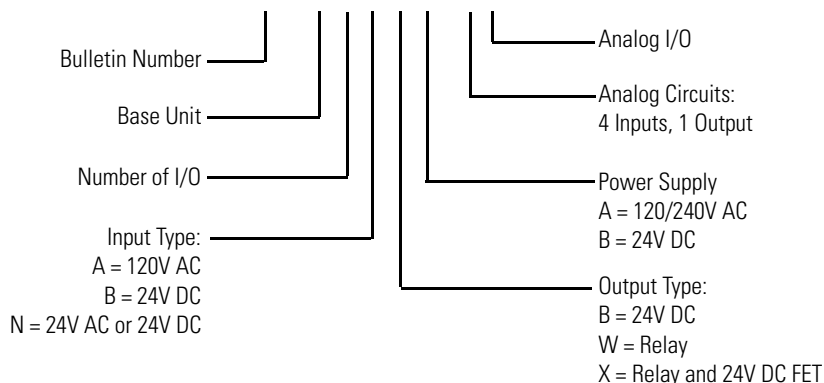 Bulletin Number
Base Unit
Number of I/O
Input Type:
A = 120V AC
B = 24V DC
N = 24V AC or 24V DC
Analog I/O
Analog Circuits:
4 Inputs, 1 Output
Power Supply
A = 120/240V AC
B = 24V DC
Output Type:
B = 24V DC
W = Relay
X = Relay and 24V DC FET